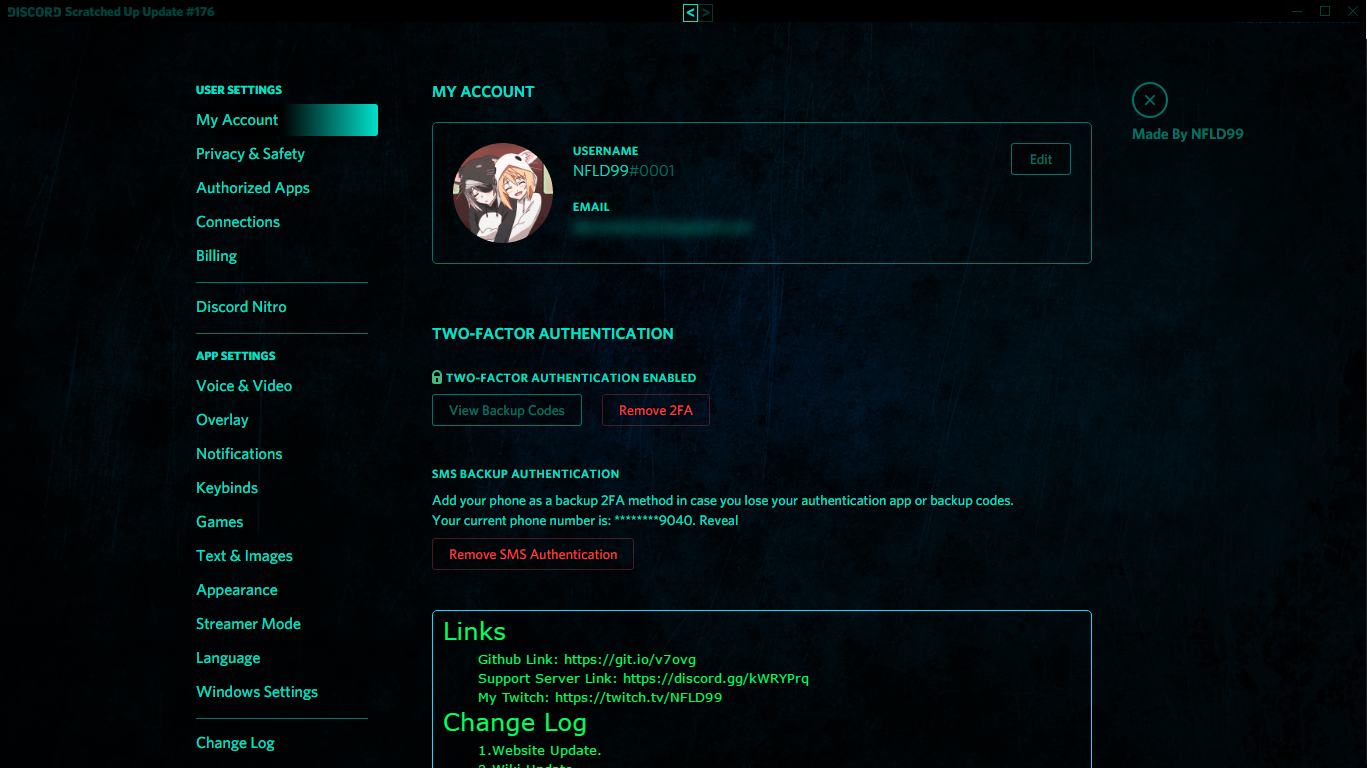 DISCORD Scratched Up Update #176
< >
USER SETTINGS
My Account
Privacy & Safety
Authorized Apps
Connections
Billing
Discord Nitro
APP SETTINGS
Voice & Video
Overlay
Notifications
Keybinds
Games
Text & Images
Appearance
Streamer Mode
Language
Windows Settings
Change Log
MY ACCOUNT
USERNAME
NFLD99#0001
Edit
EMAIL
TWO-FACTOR AUTHENTICATION
TWO-FACTOR AUTHENTICATION ENABLED
View Backup Codes
Remove 2FA
SMS BACKUP AUTHENTICATION
Add your phone as a backup 2FA method in case you lose your authentication app or backup codes.
Your current phone number is: ********9040. Reveal
Remove SMS Authentication
Links
Github Link: https://git.io/v7ovg
Support Server Link: https://discord.gg/kWRYPrq
My Twitch: https://twitch.tv/NFLD99
Change Log
1.Website Update.
2.Wiki Update.
Made By NFLD99